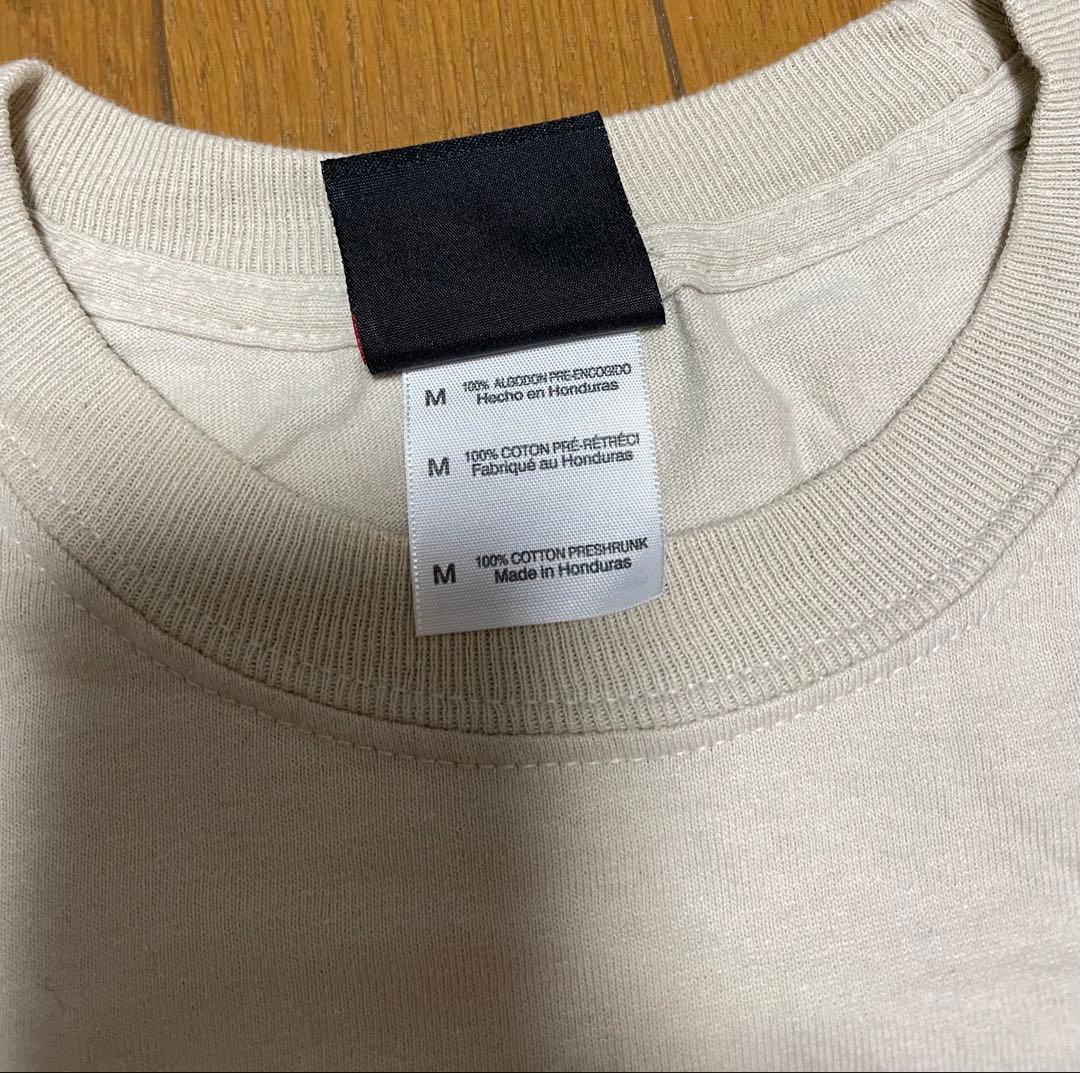 M 100% ALGODON PRE-ENCOGIDO
Hecho en Honduras
M 100% COTON PRÉ-RÉTRÉCI
Fabriqué au Honduras
M 100% COTTON PRESHRUNK
Made in Honduras